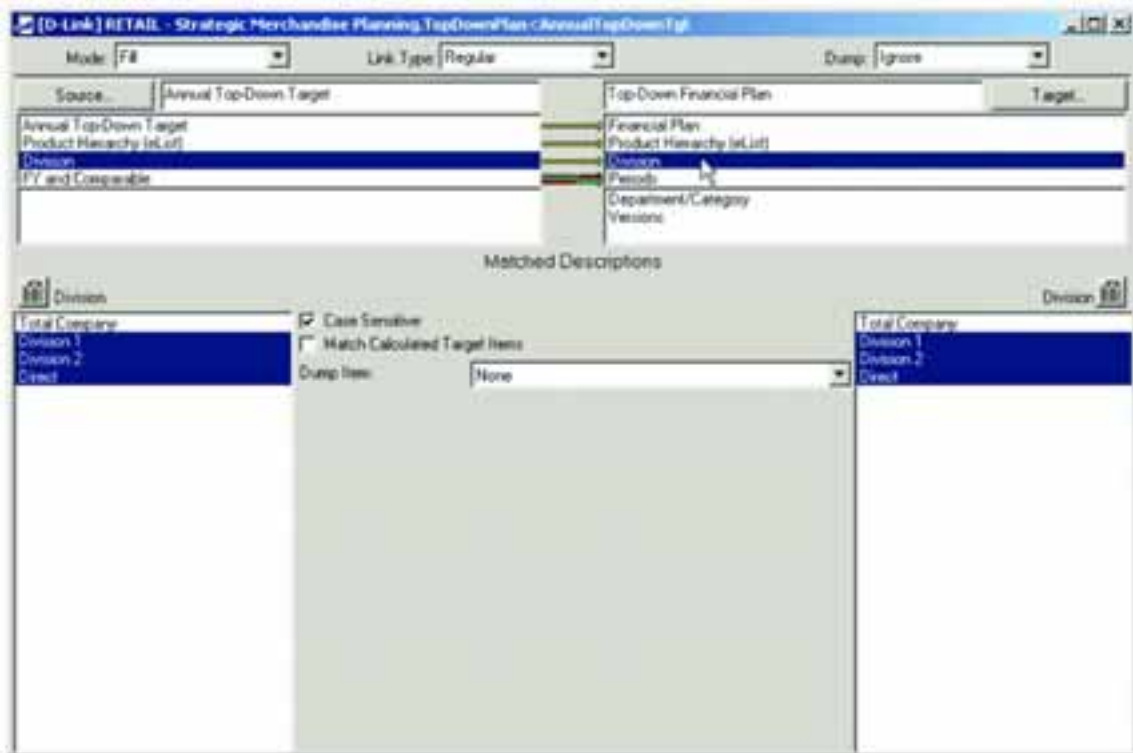 [D-Link] RETAIL - Strategic Merchandise Planning.TopDownPlan<AnnualTopDownTgt
Mode: Fill Link Type: Regular Dump: Ignore
Source... Annual Top-Down Target Top-Down Financial Plan Target...
Annual Top-Down Target Financial Plan
Product Hierarchy (eList) Product Hierarchy (eList)
Division Division
FY and Comparable Periods
Department/Category
Versions
Matched Descriptions
Division Division
Total Company Case Sensitive Total Company
Division 1 Match Calculated Target Items Division 1
Division 2 Division 2
Direct Dump Item: None Direct